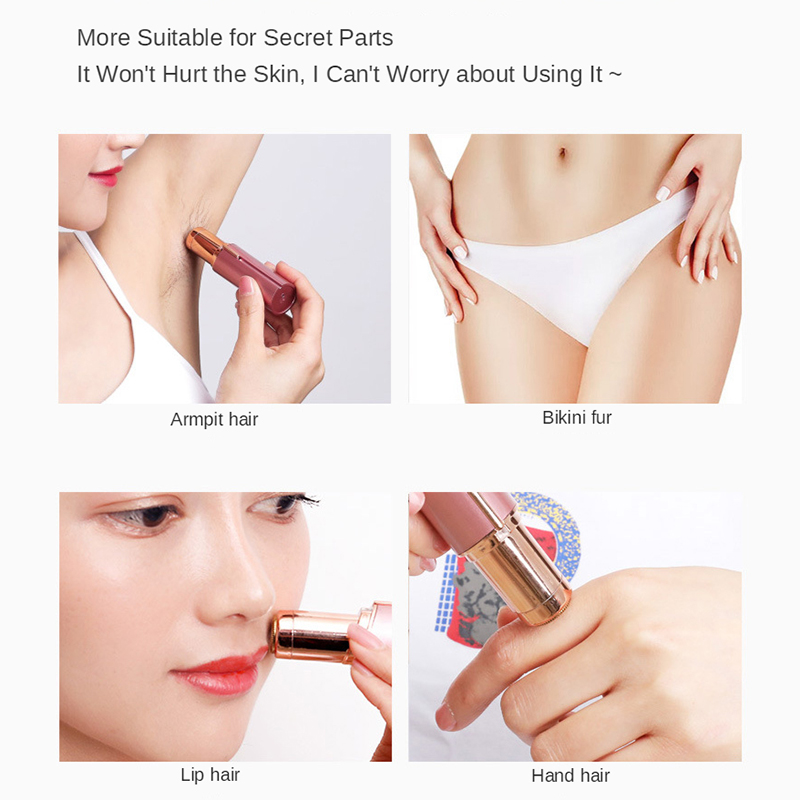 More Suitable for Secret Parts
It Won't Hurt the Skin, I Can't Worry about Using It ~
Armpit hair
Bikini fur
Lip hair
Hand hair